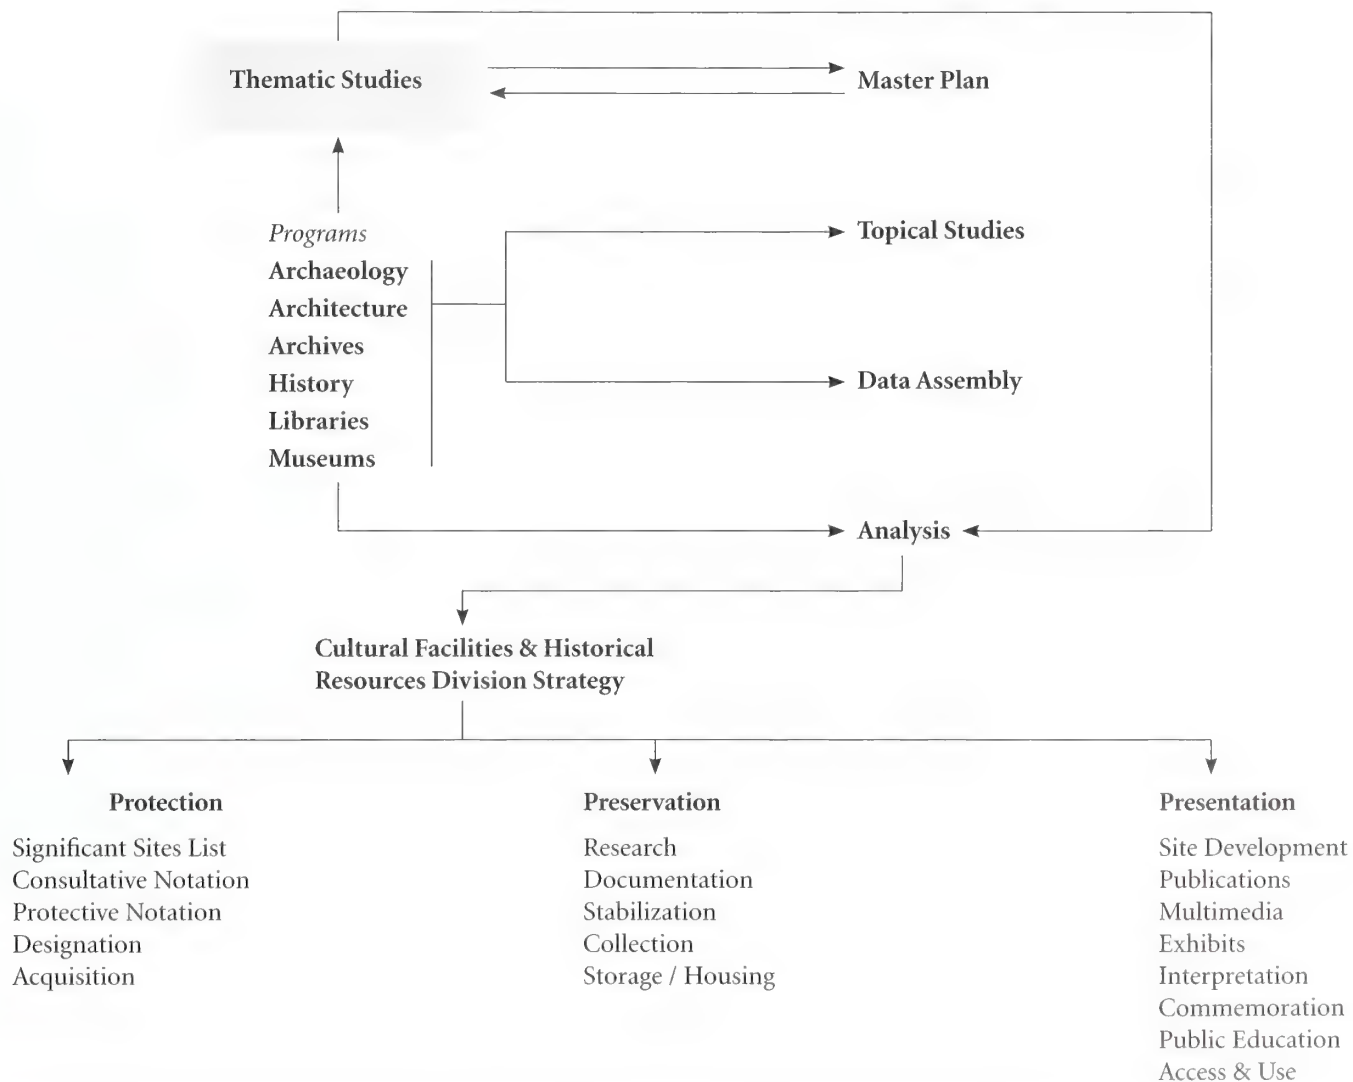 Thematic Studies
Master Plan
Programs
Archaeology
Architecture
Archives
History
Libraries
Museums
Topical Studies
Data Assembly
Analysis
Cultural Facilities & Historical
Resources Division Strategy
Protection
Significant Sites List
Consultative Notation
Protective Notation
Designation
Acquisition
Preservation
Research
Documentation
Stabilization
Collection
Storage / Housing
Presentation
Site Development
Publications
Multimedia
Exhibits
Interpretation
Commemoration
Public Education
Access & Use